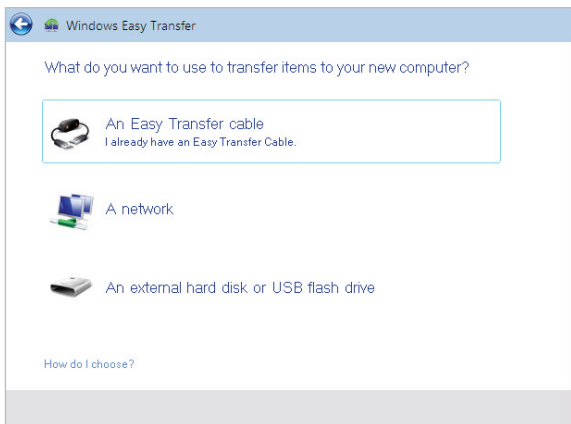 Windows Easy Transfer
What do you want to use to transfer items to your new computer?
An Easy Transfer cable
I already have an Easy Transfer Cable.
A network
An external hard disk or USB flash drive
How do I choose?